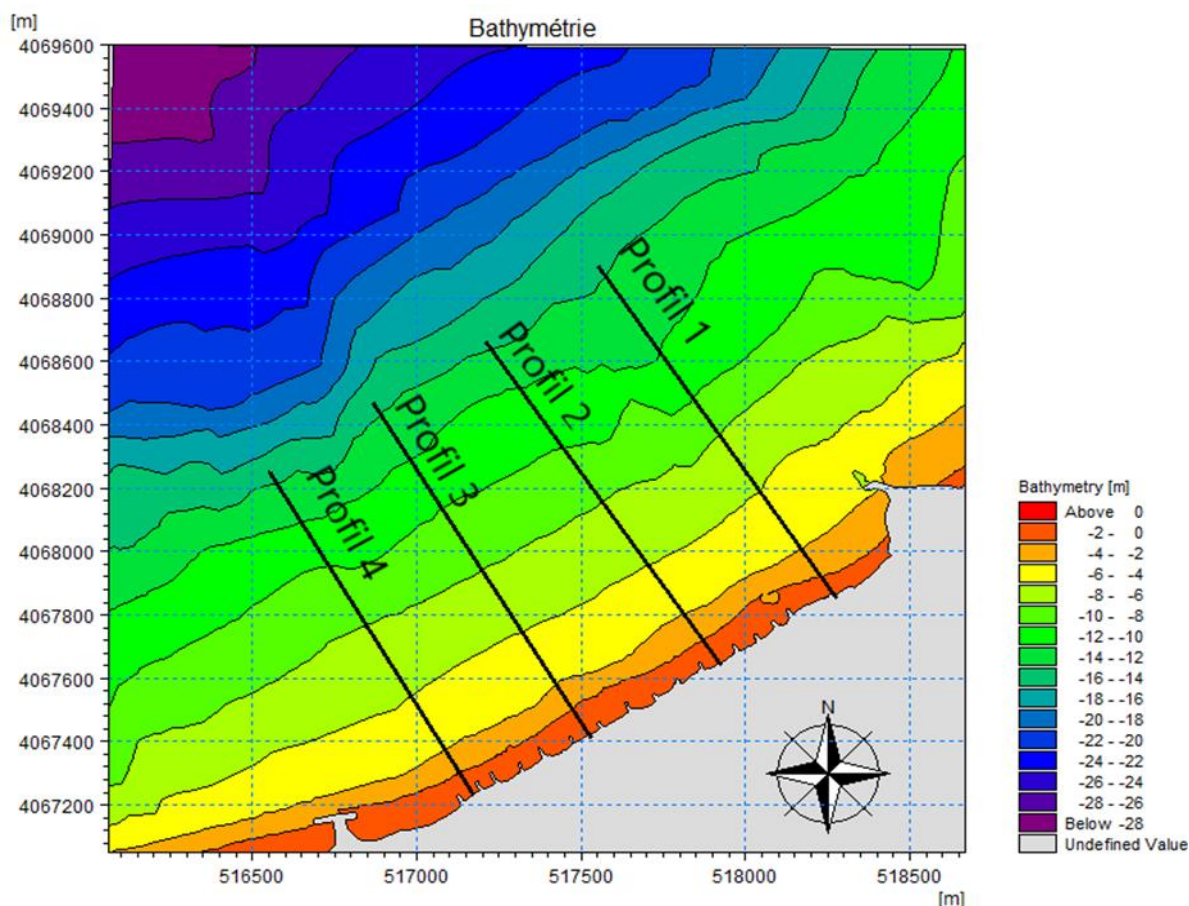 [m]
Bathymétrie
4069600
4069400
4069200
4069000
4068800
4068600
4068400
4068200
4068000
4067800
4067600
4067400
4067200
Profil 1
Profil 2
Profil 3
Profil 4
N
516500 517000 517500 518000 518500
[m]
Bathymetry [m]
Above 0
-2 - 0
-4 - -2
-6 - -4
-8 - -6
-10 - -8
-12 - -10
-14 - -12
-16 - -14
-18 - -16
-20 - -18
-22 - -20
-24 - -22
-26 - -24
-28 - -26
Below -28
Undefined Value